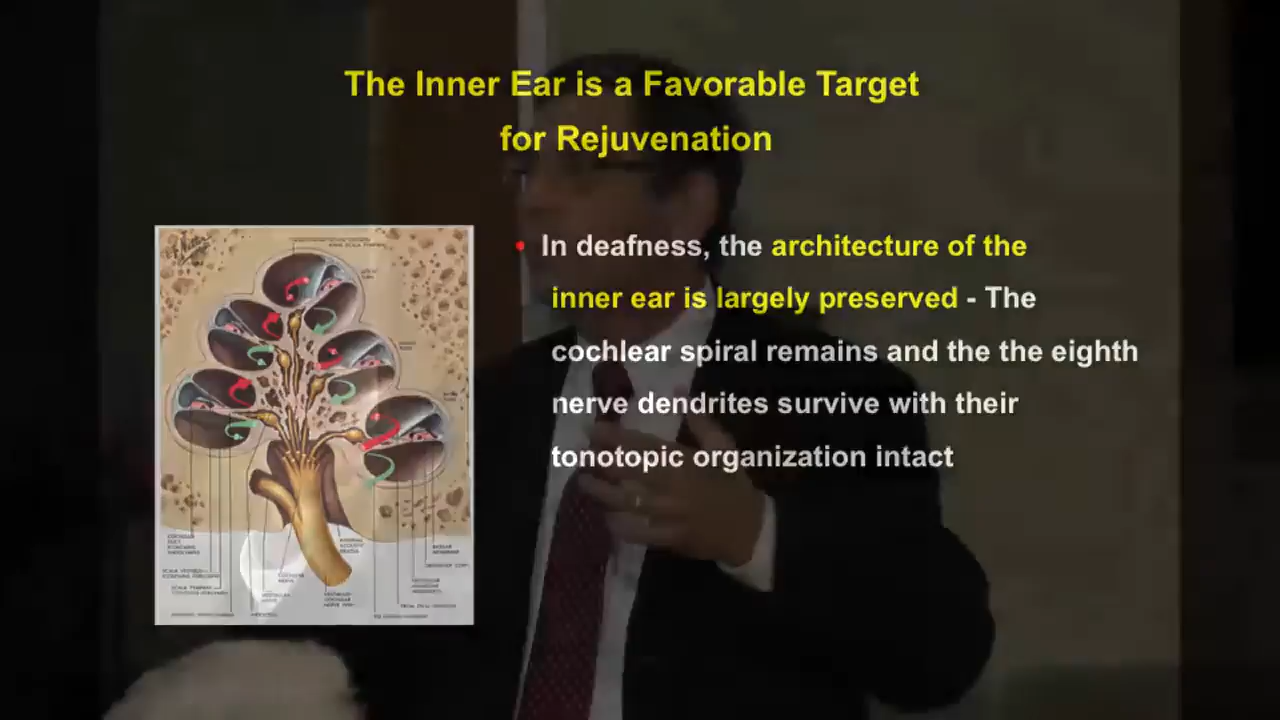 The Inner Ear is a Favorable Target
for Rejuvenation
• In deafness, the architecture of the
inner ear is largely preserved - The
cochlear spiral remains and the the eighth
nerve dendrites survive with their
tonotopic organization intact